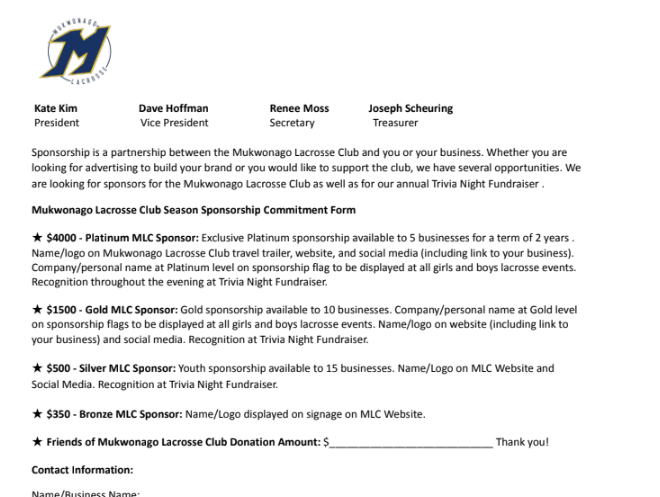 MUKWONAGO
M
LACROSSE
Kate Kim Dave Hoffman Renee Moss Joseph Scheuring
President Vice President Secretary Treasurer
Sponsorship is a partnership between the Mukwonago Lacrosse Club and you or your business. Whether you are
looking for advertising to build your brand or you would like to support the club, we have several opportunities. We
are looking for sponsors for the Mukwonago Lacrosse Club as well as for our annual Trivia Night Fundraiser .
Mukwonago Lacrosse Club Season Sponsorship Commitment Form
★ $4000 - Platinum MLC Sponsor: Exclusive Platinum sponsorship available to 5 businesses for a term of 2 years .
Name/logo on Mukwonago Lacrosse Club travel trailer, website, and social media (including link to your business).
Company/personal name at Platinum level on sponsorship flag to be displayed at all girls and boys lacrosse events.
Recognition throughout the evening at Trivia Night Fundraiser.
★ $1500 - Gold MLC Sponsor: Gold sponsorship available to 10 businesses. Company/personal name at Gold level
on sponsorship flags to be displayed at all girls and boys lacrosse events. Name/logo on website (including link to
your business) and social media. Recognition at Trivia Night Fundraiser.
★ $500 - Silver MLC Sponsor: Youth sponsorship available to 15 businesses. Name/Logo on MLC Website and
Social Media. Recognition at Trivia Night Fundraiser.
★ $350 - Bronze MLC Sponsor: Name/Logo displayed on signage on MLC Website.
★ Friends of Mukwonago Lacrosse Club Donation Amount: $____________________________ Thank you!
Contact Information:
Name/Business Name: